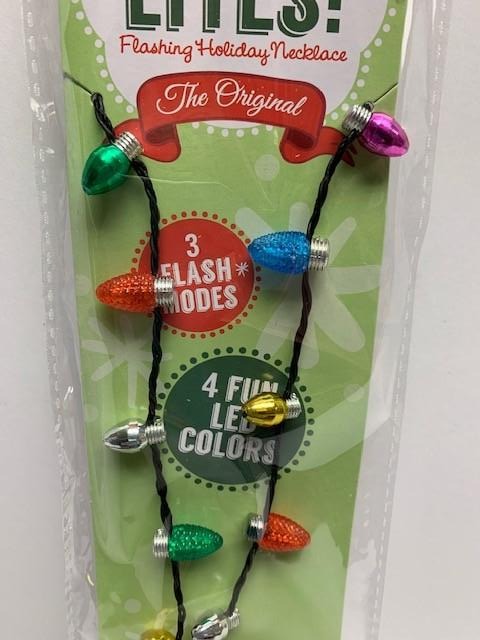 LITES!
Flashing Holiday Necklace
The Original
3
FLASH*
MODES
4 FUN
LED
COLORS